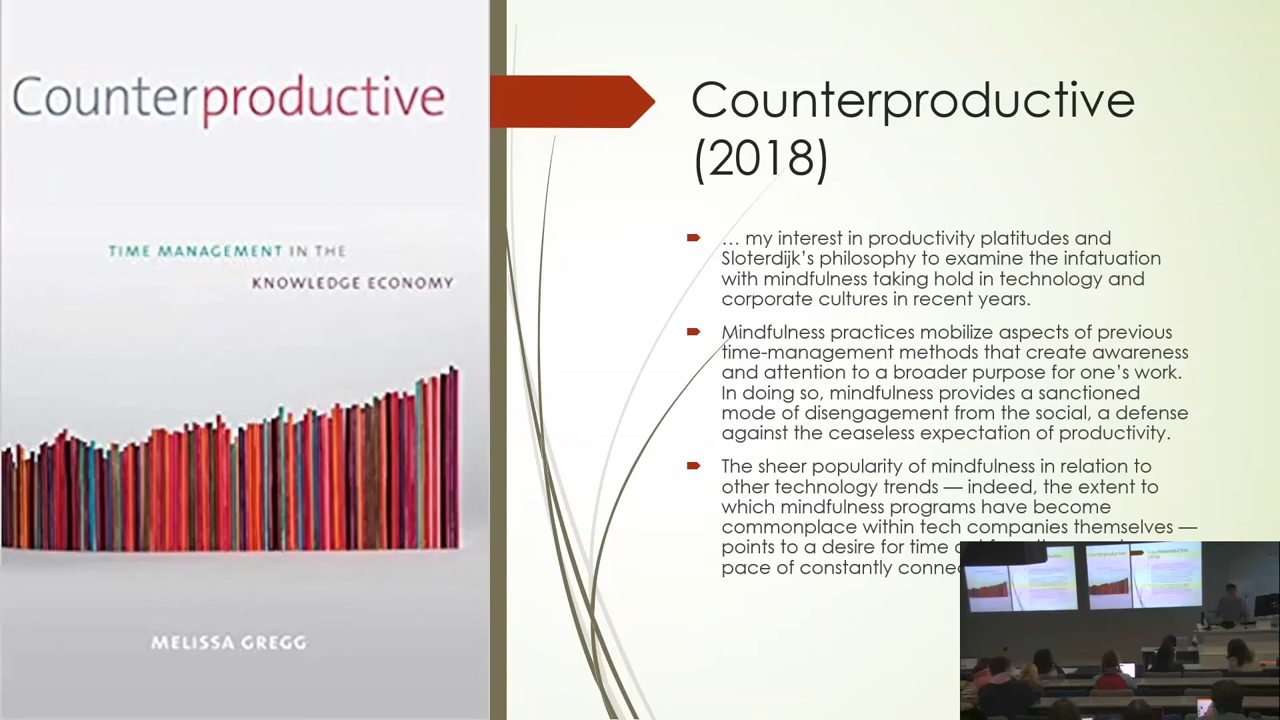 Counterproductive
TIME MANAGEMENT IN THE
KNOWLEDGE ECONOMY
MELISSA GREGG
Counterproductive
(2018)
… my interest in productivity platitudes and
Sloterdijk’s philosophy to examine the infatuation
with mindfulness taking hold in technology and
corporate cultures in recent years.
Mindfulness practices mobilize aspects of previous
time-management methods that create awareness
and attention to a broader purpose for one’s work.
In doing so, mindfulness provides a sanctioned
mode of disengagement from the social, a defense
against the ceaseless expectation of productivity.
The sheer popularity of mindfulness in relation to
other technology trends — indeed, the extent to
which mindfulness programs have become
commonplace within tech companies themselves —
points to a desire for time
pace of constantly